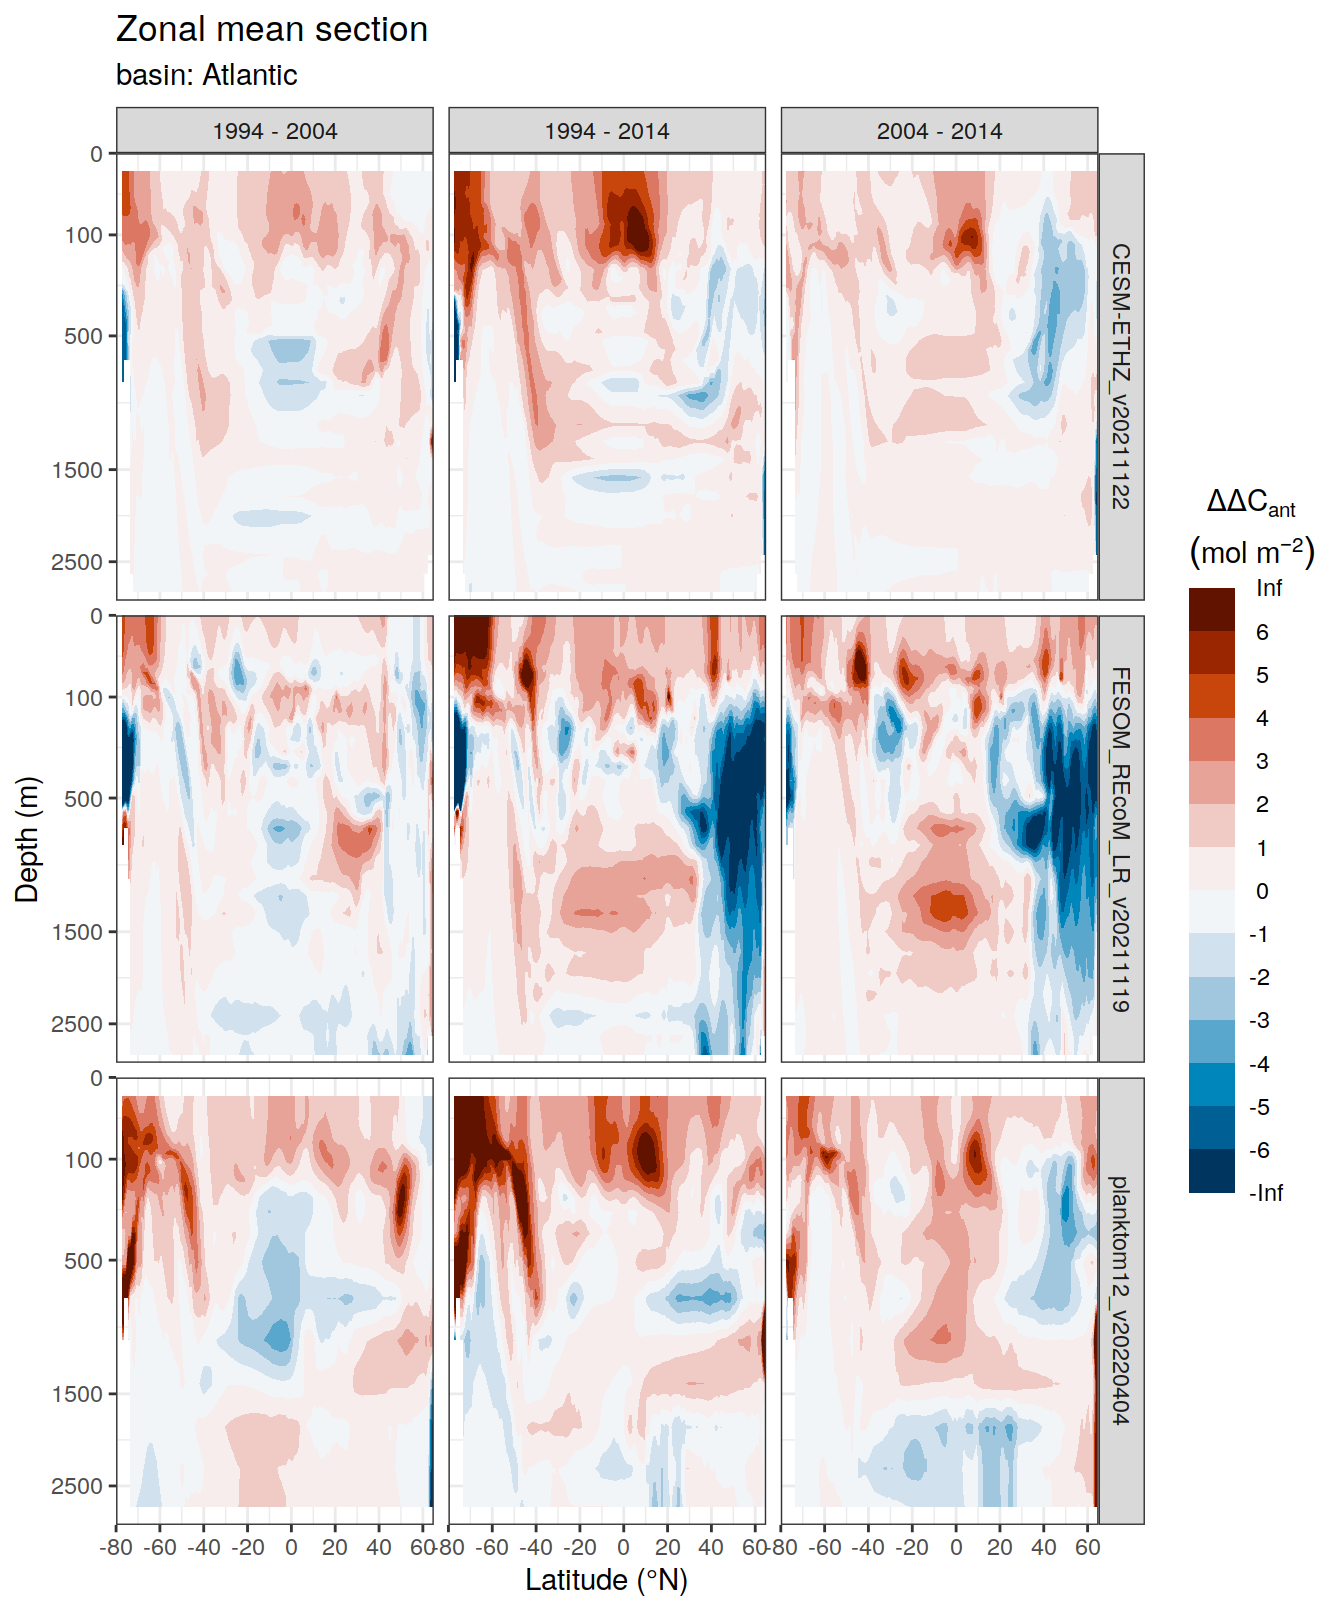 Zonal mean section
basin: Atlantic
1994 - 2004
1994 - 2014
2004 - 2014
0
100
500
1500
2500
CESM-ETHZ_v20211122
0
100
500
1500
2500
FESOM_REcoM_LR_v20211119
0
100
500
1500
2500
planktom12_v20220404
Depth (m)
-80 -60 -40 -20 0 20 40 60
-80 -60 -40 -20 0 20 40 60
-80 -60 -40 -20 0 20 40 60
Latitude (°N)
ΔΔCant
(mol m−2)
Inf
6
5
4
3
2
1
0
-1
-2
-3
-4
-5
-6
-Inf